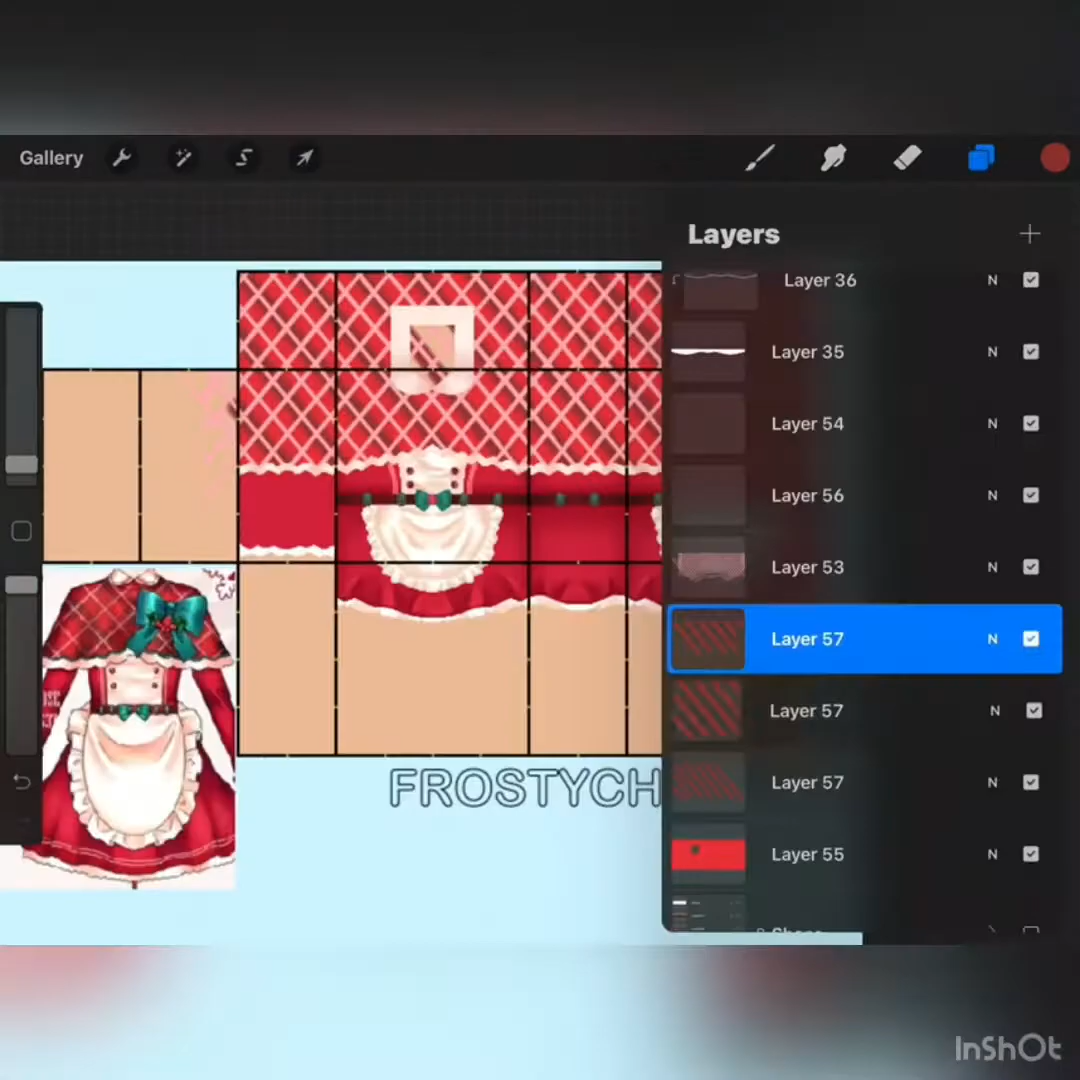 Gallery
Layers
Layer 36 N
Layer 35 N
Layer 54 N
Layer 56 N
Layer 53 N
Layer 57 N
Layer 57 N
Layer 57 N
Layer 55 N
FROSTYCH
InShOt